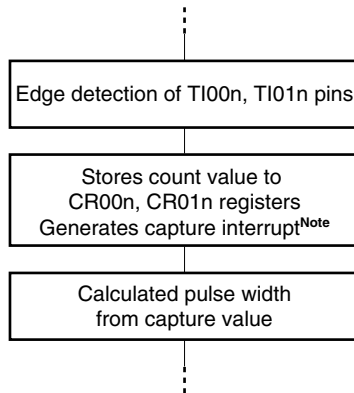 Edge detection of TI00n, TI01n pins
Stores count value to
CR00n, CR01n registers
Generates capture interruptNote
Calculated pulse width
from capture value